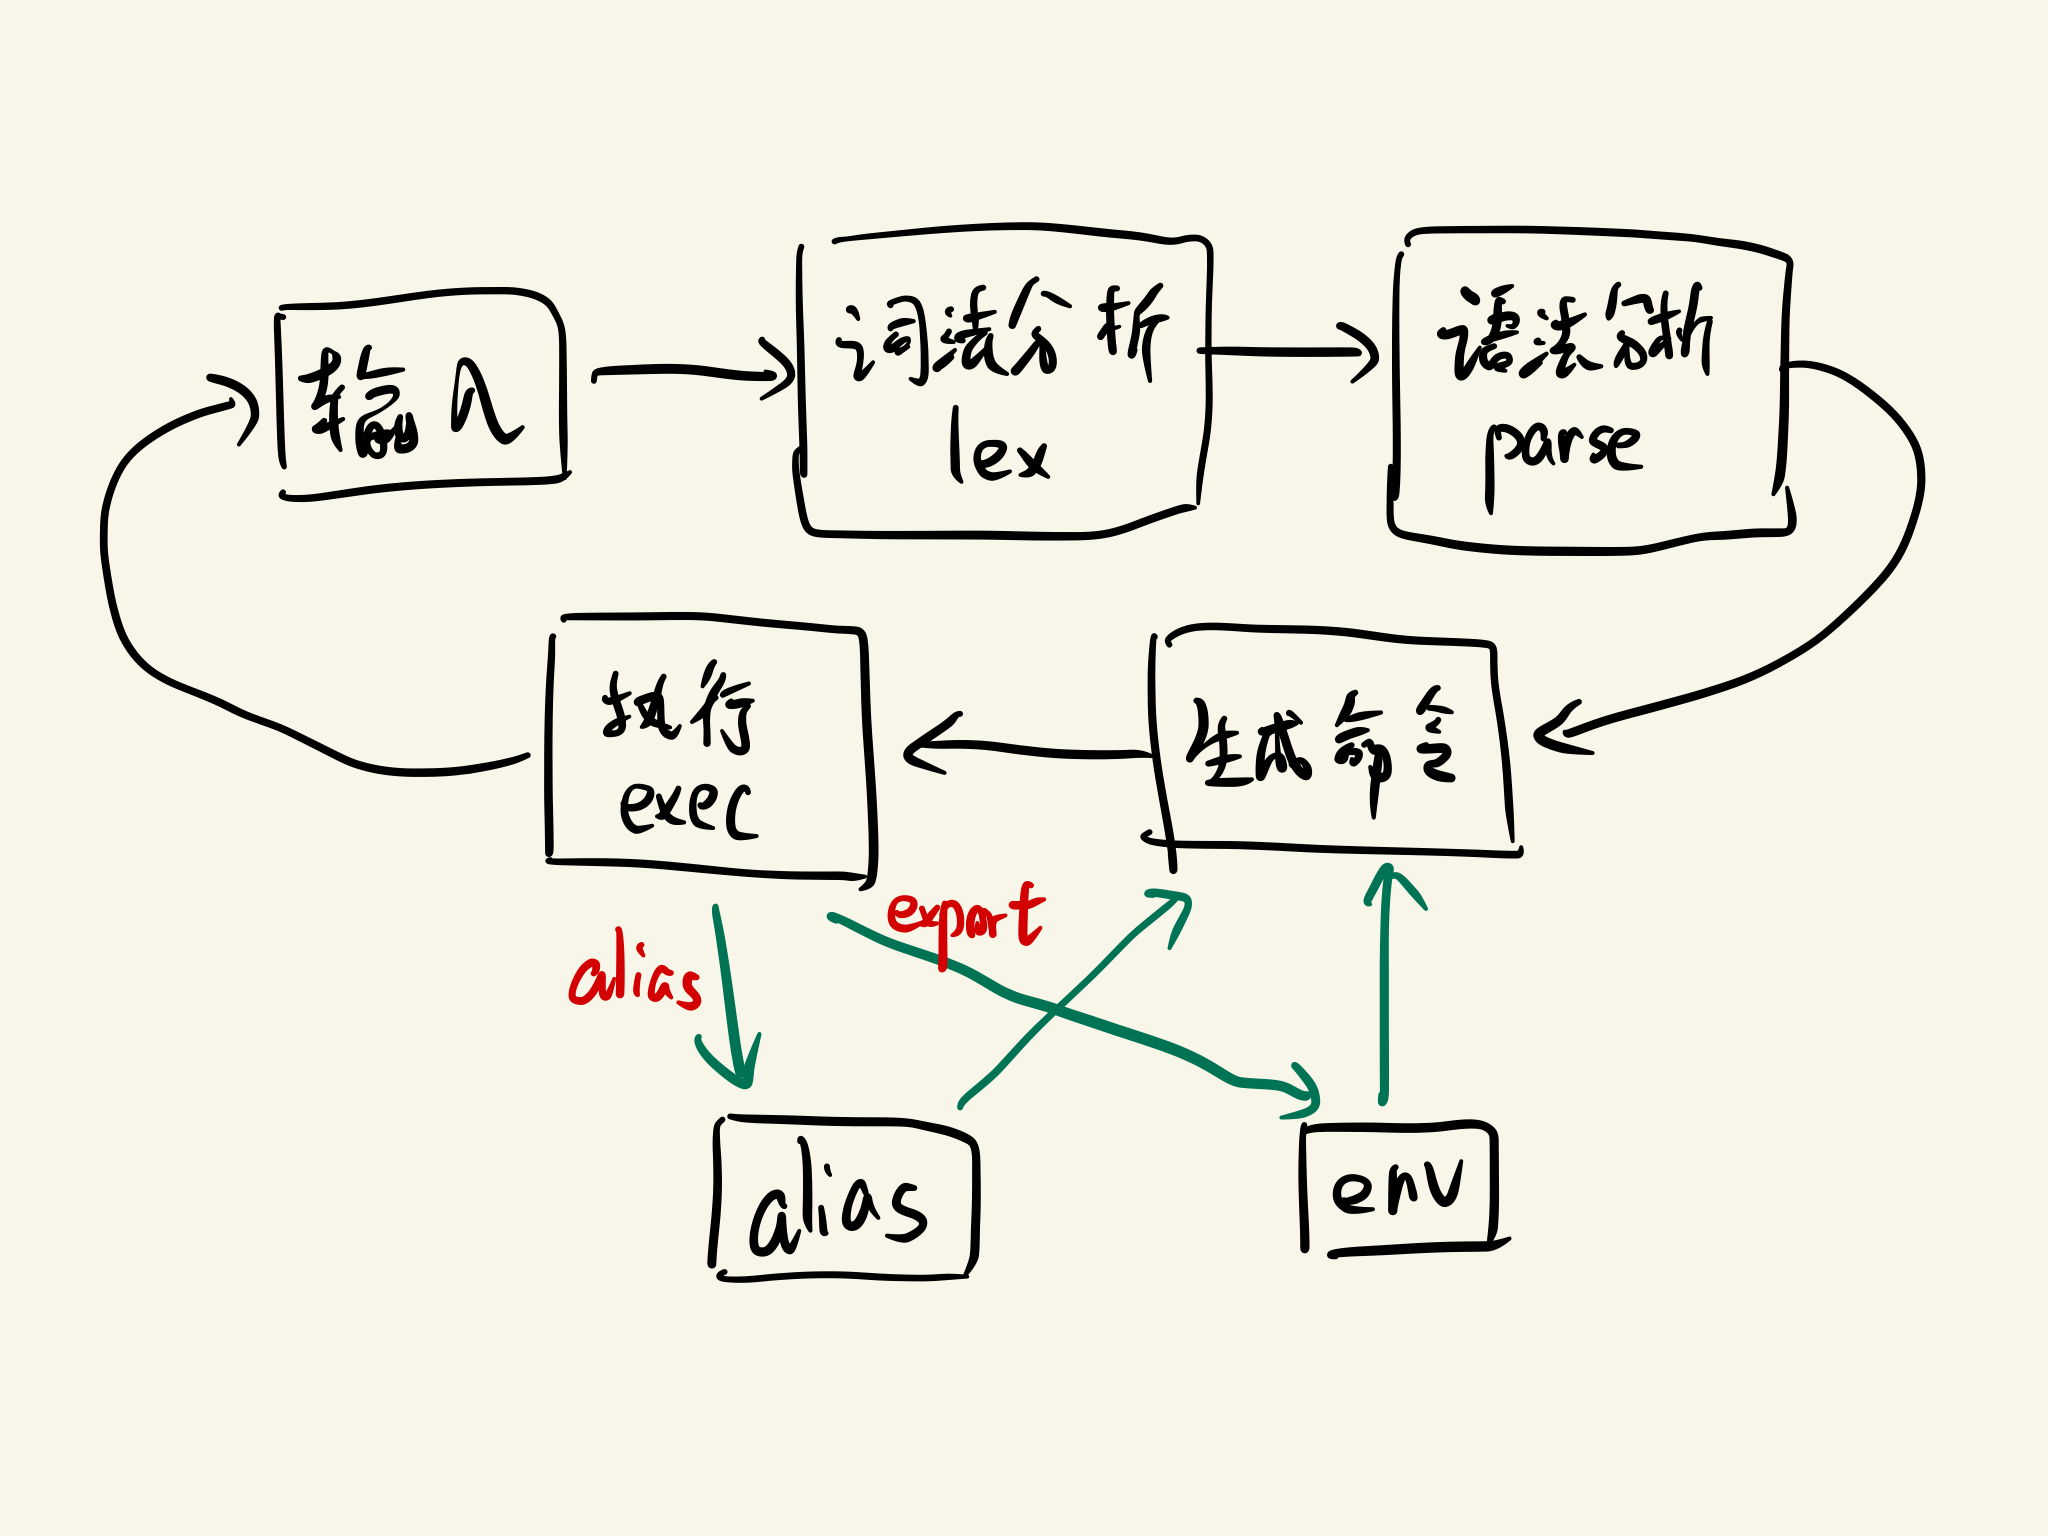 输入
词法分析
lex
语法分析
parse
执行
exec
生成命令
alias
export
alias
env